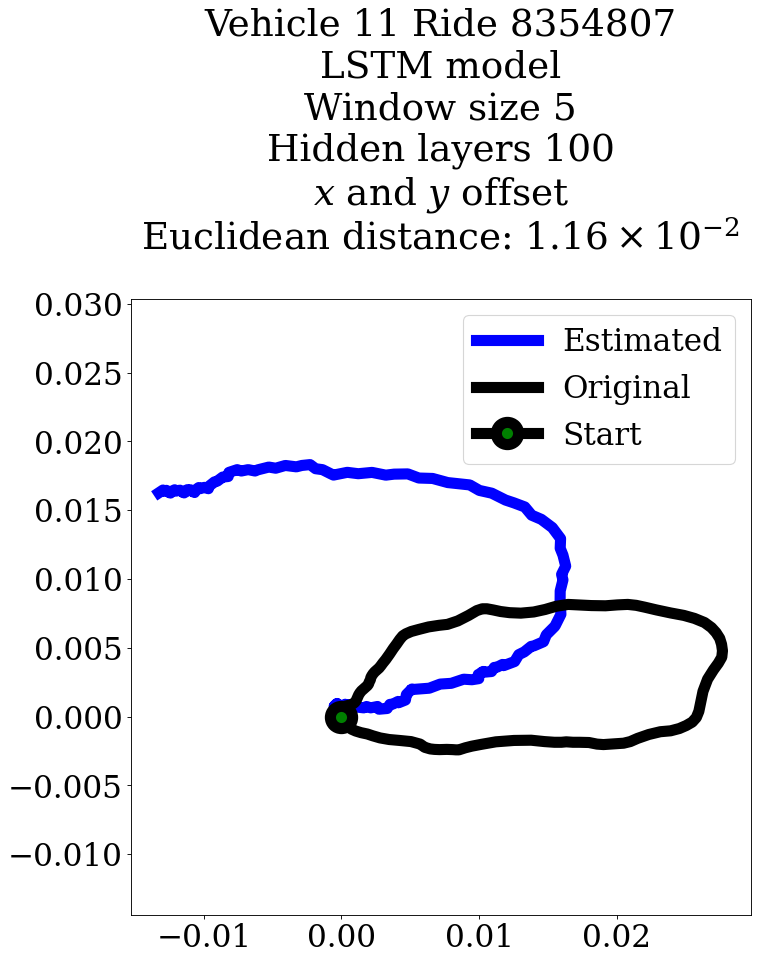 Vehicle 11 Ride 8354807
LSTM model
Window size 5
Hidden layers 100
x and y offset
Euclidean distance: 1.16 × 10⁻²
0.030
0.025
0.020
0.015
0.010
0.005
0.000
−0.005
−0.010
Estimated
Original
Start
−0.01 0.00 0.01 0.02